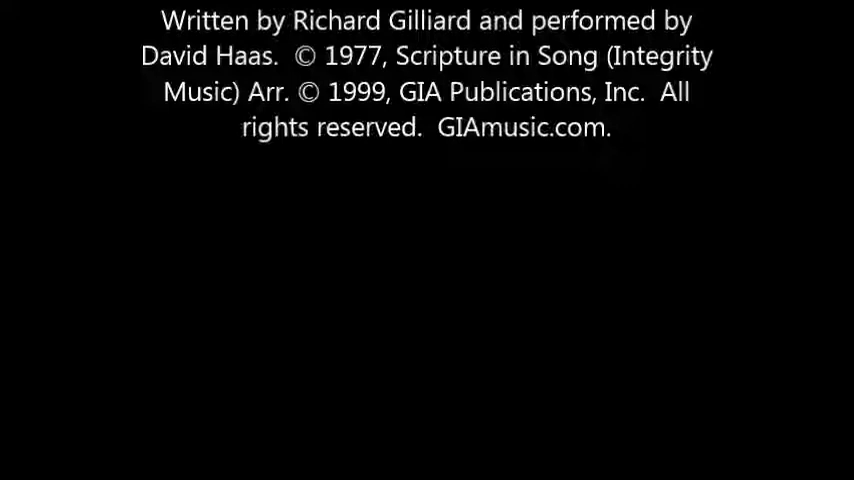 Written by Richard Gilliard and performed by
David Haas.  © 1977, Scripture in Song (Integrity
Music) Arr. © 1999, GIA Publications, Inc.  All
rights reserved.  GIAmusic.com.